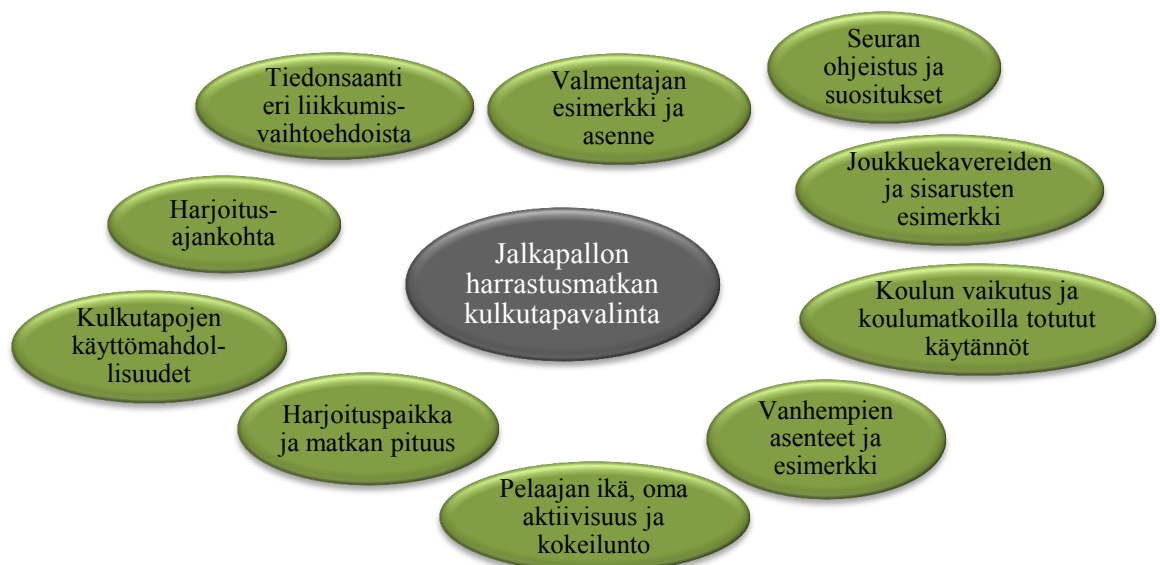 Seuran
ohjeistus ja
suositukset
Tiedonsaanti
eri liikkumis-
vaihtoehdoista
Valmentajan
esimerkki ja
asenne
Joukkuekavereiden
ja sisarusten
esimerkki
Harjoitus-
ajankohta
Jalkapallon
harrastusmatkan
kulkutapavalinta
Koulun vaikutus ja
koulumatkoilla totutut
käytännöt
Kulkutapojen
käyttömahdol-
lisuudet
Harjoituspaikka
ja matkan pituus
Vanhempien
asenteet ja
esimerkki
Pelaajan ikä, oma
aktiivisuus ja
kokeilunto